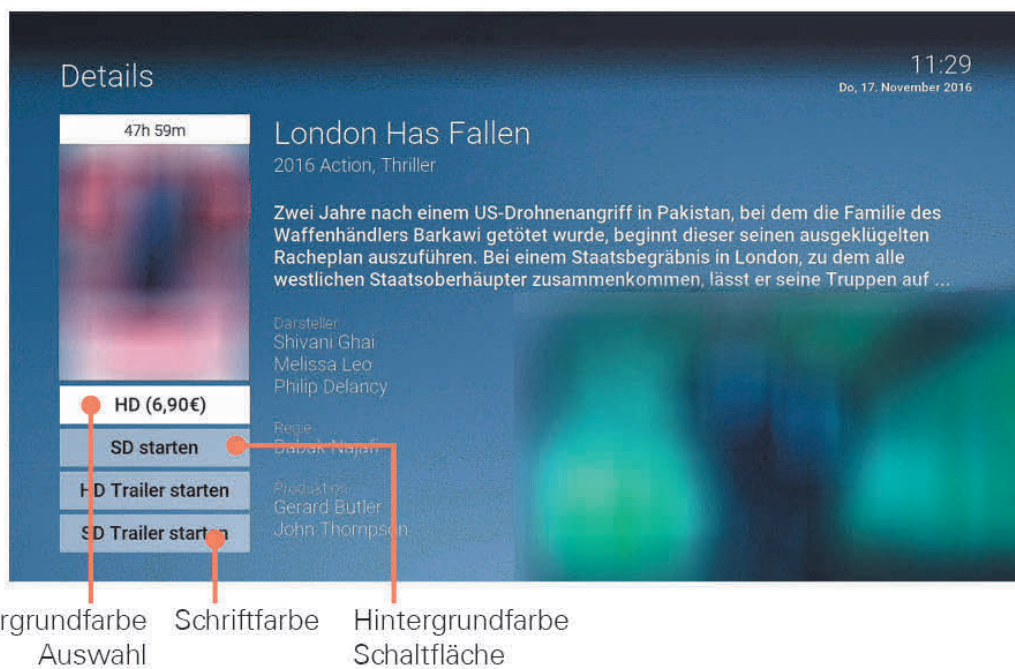 Details
11:29
Do, 17. November 2016
47h 59m
London Has Fallen
2016 Action, Thriller
Zwei Jahre nach einem US-Drohnenangriff in Pakistan, bei dem die Familie des
Waffenhändlers Barkawi getötet wurde, beginnt dieser seinen ausgeklügelten
Racheplan auszuführen. Bei einem Staatsbegräbnis in London, zu dem alle
westlichen Staatsoberhäupter zusammenkommen, lässt er seine Truppen auf ...
Darsteller
Shivani Ghai
Melissa Leo
Philip Delancy
Regie
Babak Najafi
Produktion
Gerard Butler
John Thompson
HD (6,90€)
SD starten
HD Trailer starten
SD Trailer starten
rgrundfarbe
Auswahl
Schriftfarbe
Hintergrundfarbe
Schaltfläche